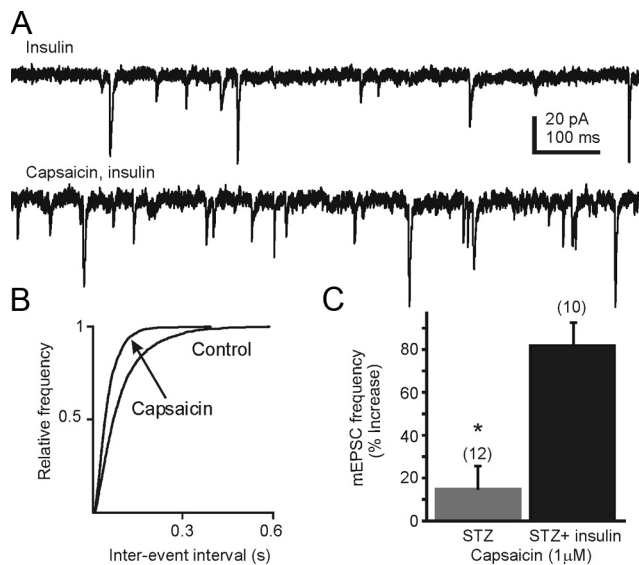 A
Insulin
20 pA
100 ms
Capsaicin, insulin
B
1
0.5
Control
Capsaicin
Relative frequency
0.3
0.6
Inter-event interval (s)
C
mEPSC frequency
(% Increase)
80
60
40
20
0
*
(12)
(10)
STZ
STZ+ insulin
Capsaicin (1µM)